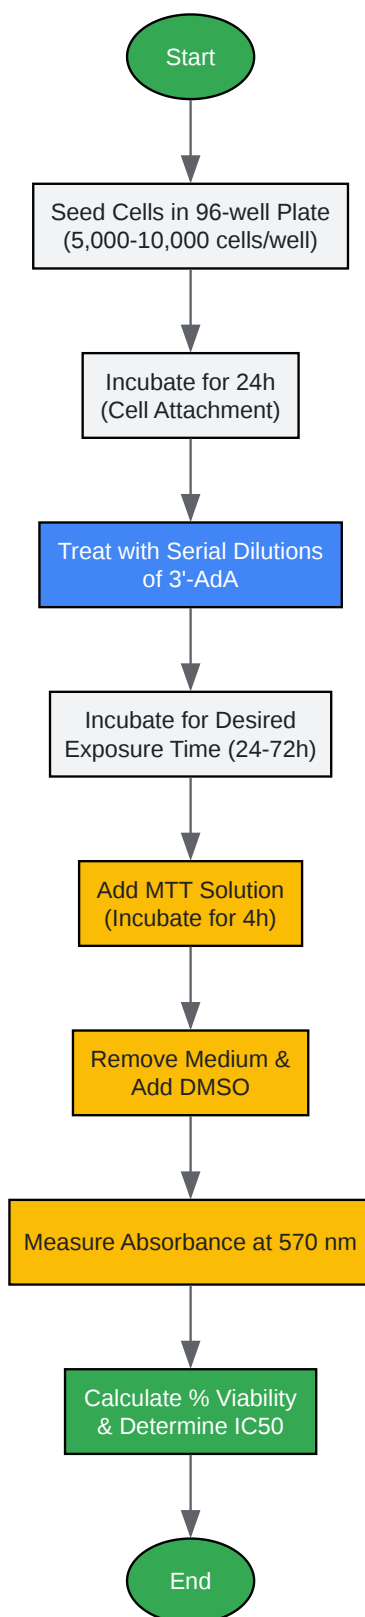 Start
Seed Cells in 96-well Plate
(5,000-10,000 cells/well)
Incubate for 24h
(Cell Attachment)
Treat with Serial Dilutions
of 3'-AdA
Incubate for Desired
Exposure Time (24-72h)
Add MTT Solution
(Incubate for 4h)
Remove Medium &
Add DMSO
Measure Absorbance at 570 nm
Calculate % Viability
& Determine IC50
End